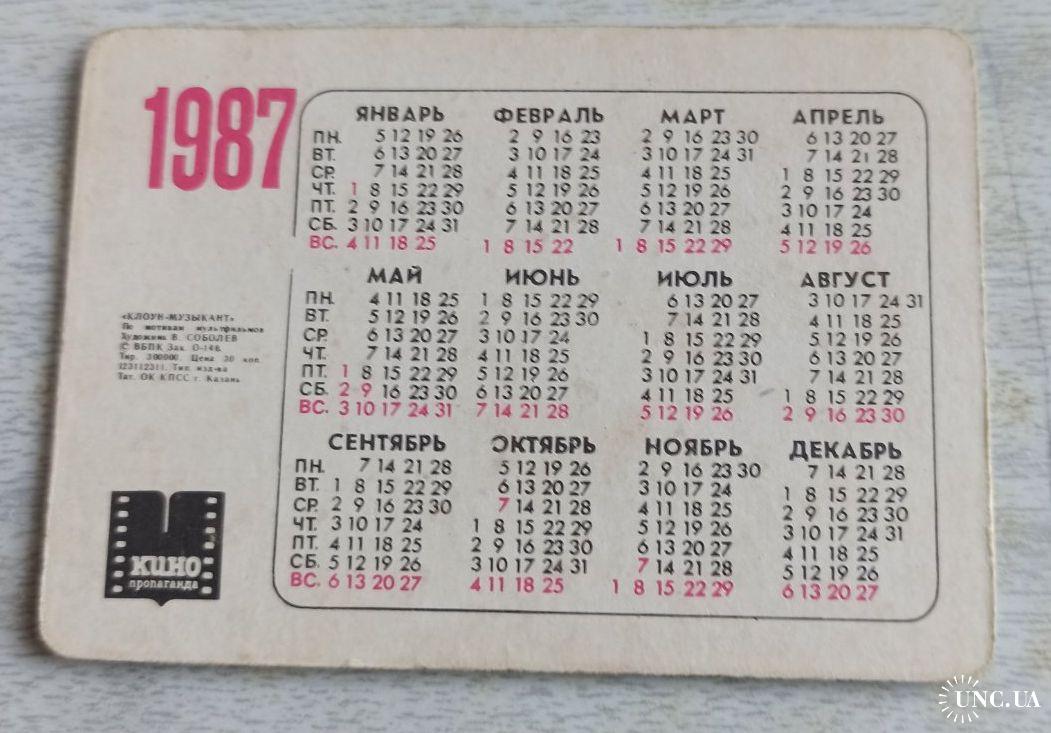 1987
ЯНВАРЬ ФЕВРАЛЬ МАРТ АПРЕЛЬ
ПН. 5 12 19 26 2 9 16 23 2 9 16 23 30 6 13 20 27
ВТ. 6 13 20 27 3 10 17 24 3 10 17 24 31 7 14 21 28
СР. 7 14 21 28 4 11 18 25 4 11 18 25 1 8 15 22 29
ЧТ. 1 8 15 22 29 5 12 19 26 5 12 19 26 2 9 16 23 30
ПТ. 2 9 16 23 30 6 13 20 27 6 13 20 27 3 10 17 24
СБ. 3 10 17 24 31 7 14 21 28 7 14 21 28 4 11 18 25
ВС. 4 11 18 25 1 8 15 22 1 8 15 22 29 5 12 19 26
МАЙ ИЮНЬ ИЮЛЬ АВГУСТ
ПН. 4 11 18 25 1 8 15 22 29 6 13 20 27 3 10 17 24 31
ВТ. 5 12 19 26 2 9 16 23 30 7 14 21 28 4 11 18 25
СР. 6 13 20 27 3 10 17 24 1 8 15 22 29 5 12 19 26
ЧТ. 7 14 21 28 4 11 18 25 2 9 16 23 30 6 13 20 27
ПТ. 1 8 15 22 29 5 12 19 26 3 10 17 24 31 7 14 21 28
СБ. 2 9 16 23 30 6 13 20 27 4 11 18 25 1 8 15 22 29
ВС. 3 10 17 24 31 7 14 21 28 5 12 19 26 2 9 16 23 30
СЕНТЯБРЬ ОКТЯБРЬ НОЯБРЬ ДЕКАБРЬ
ПН. 7 14 21 28 5 12 19 26 2 9 16 23 30 7 14 21 28
ВТ. 1 8 15 22 29 6 13 20 27 3 10 17 24 1 8 15 22 29
СР. 2 9 16 23 30 7 14 21 28 4 11 18 25 2 9 16 23 30
ЧТ. 3 10 17 24 1 8 15 22 29 5 12 19 26 3 10 17 24 31
ПТ. 4 11 18 25 2 9 16 23 30 6 13 20 27 4 11 18 25
СБ. 5 12 19 26 3 10 17 24 31 7 14 21 28 5 12 19 26
ВС. 6 13 20 27 4 11 18 25 1 8 15 22 29 6 13 20 27
«КЛОУН-МУЗЫКАНТ»
По мотивам мультфильмов
Художник В. СОБОЛЕВ
© ВБПК Зак. О-146.
Тир. 300000. Цена 30 коп.
123112311. Тип. изд-ва
Тат. ОК КПСС г. Казань
КИНО
пропаганда
UNC.UA